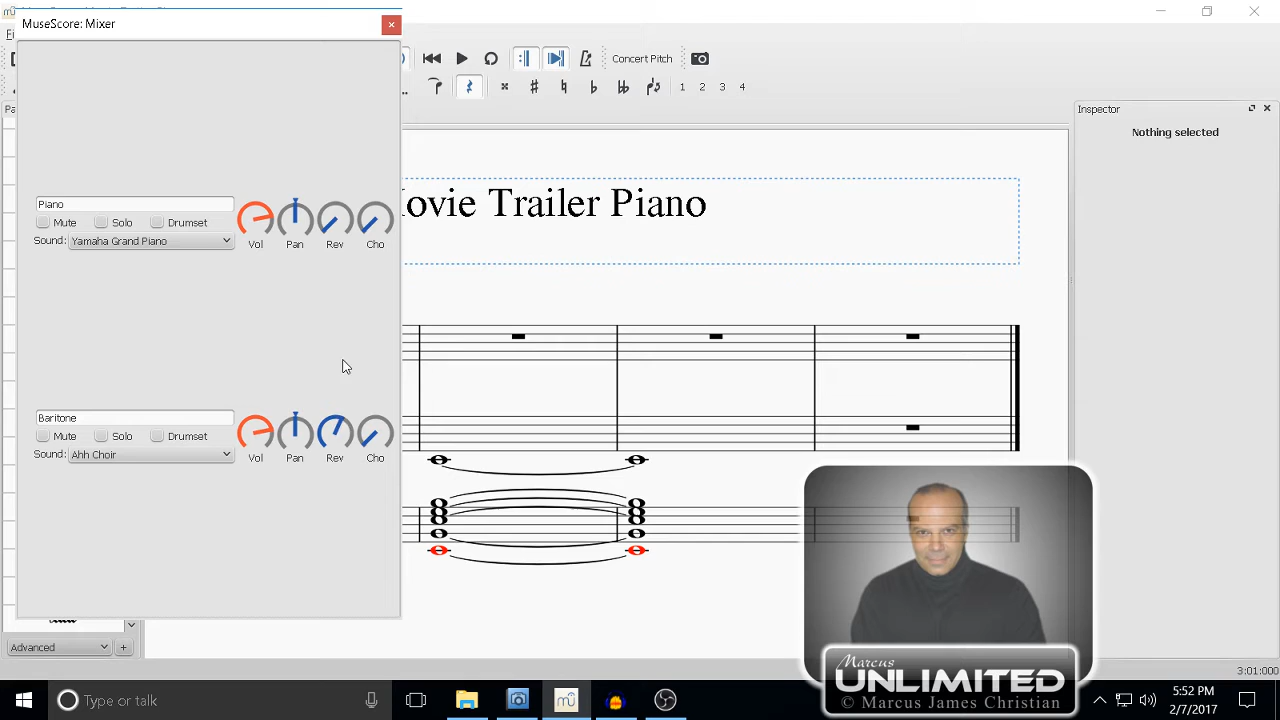 MuseScore: Mixer
Concert Pitch
1 2 3 4
Pa
Inspector
Nothing selected
ovie Trailer Piano
Piano
Mute Solo Drumset
Sound: Yamaha Grand Piano
Vol Pan Rev Cho
Baritone
Mute Solo Drumset
Sound: Ahh Choir
Vol Pan Rev Cho
Advanced +
3:01:000
Marcus
UNLIMITED
© Marcus James Christian
Type or talk
5:52 PM
2/7/2017